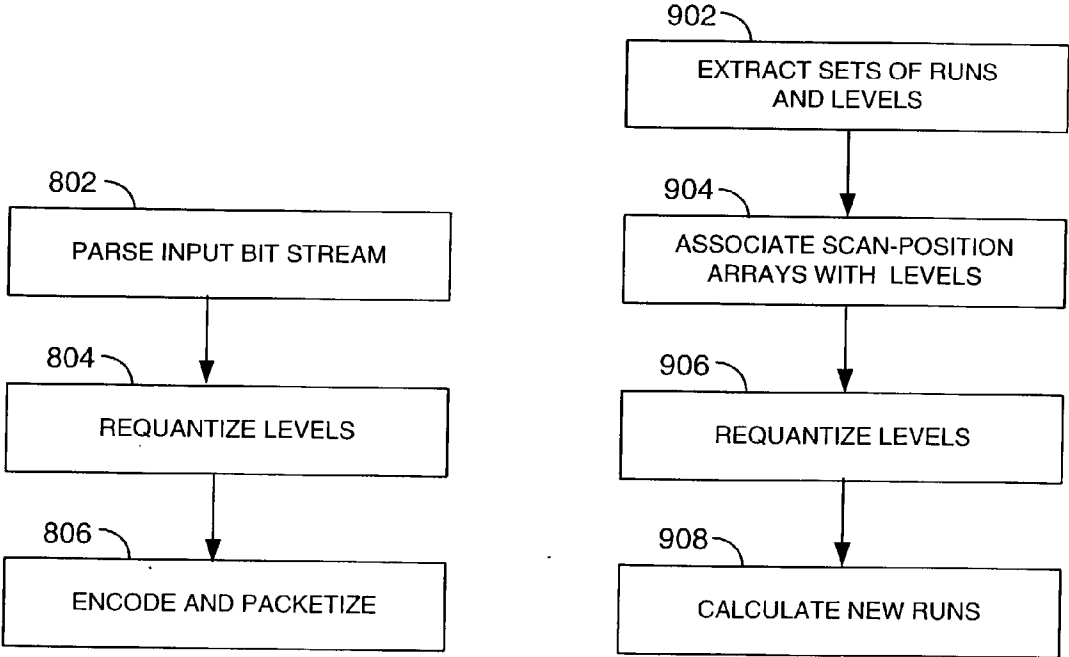 802
PARSE INPUT BIT STREAM
804
REQUANTIZE LEVELS
806
ENCODE AND PACKETIZE
902
EXTRACT SETS OF RUNS
AND LEVELS
904
ASSOCIATE SCAN-POSITION
ARRAYS WITH LEVELS
906
REQUANTIZE LEVELS
908
CALCULATE NEW RUNS